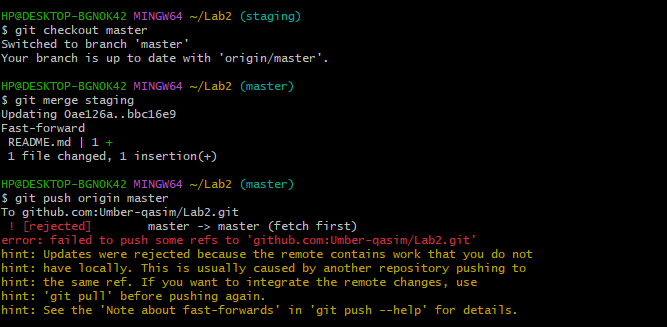 HP@DESKTOP-BGNOK42 MINGW64 ~/Lab2 (staging)
$ git checkout master
Switched to branch 'master'
Your branch is up to date with 'origin/master'.
HP@DESKTOP-BGNOK42 MINGW64 ~/Lab2 (master)
$ git merge staging
Updating 0ae126a..bbc16e9
Fast-forward
README.md | 1 +
1 file changed, 1 insertion(+)
HP@DESKTOP-BGNOK42 MINGW64 ~/Lab2 (master)
$ git push origin master
To github.com:Umber-qasim/Lab2.git
! [rejected] master -> master (fetch first)
error: failed to push some refs to 'github.com:Umber-qasim/Lab2.git'
hint: Updates were rejected because the remote contains work that you do not
hint: have locally. This is usually caused by another repository pushing to
hint: the same ref. If you want to integrate the remote changes, use
hint: 'git pull' before pushing again.
hint: See the 'Note about fast-forwards' in 'git push --help' for details.